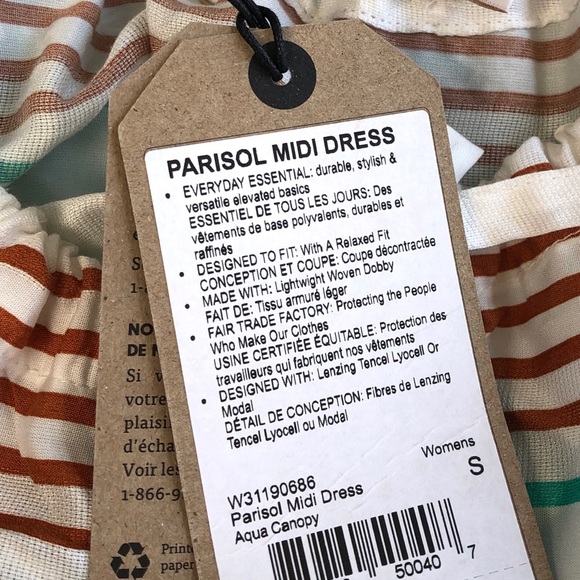 PARISOL MIDI DRESS
• EVERYDAY ESSENTIAL: durable, stylish &
versatile elevated basics
ESSENTIEL DE TOUS LES JOURS: Des
vêtements de base polyvalents, durables et
raffinés
• DESIGNED TO FIT: With A Relaxed Fit
CONCEPTION ET COUPE: Coupe décontractée
• MADE WITH: Lightwight Woven Dobby
FAIT DE: Tissu armuré léger
• FAIR TRADE FACTORY: Protecting the People
Who Make Our Clothes
USINE CERTIFIÉE ÉQUITABLE: Protection des
travailleurs qui fabriquent nos vêtements
• DESIGNED WITH: Lenzing Tencel Lyocell Or
Modal
DÉTAIL DE CONCEPTION: Fibres de Lenzing
Tencel Lyocell ou Modal
Womens
S
W31190686
Parisol Midi Dress
Aqua Canopy
50040 7
S
1-
NO
DE
Si
votre
plaisi
d'écha
Voir les
1-866-9
Printe
paper